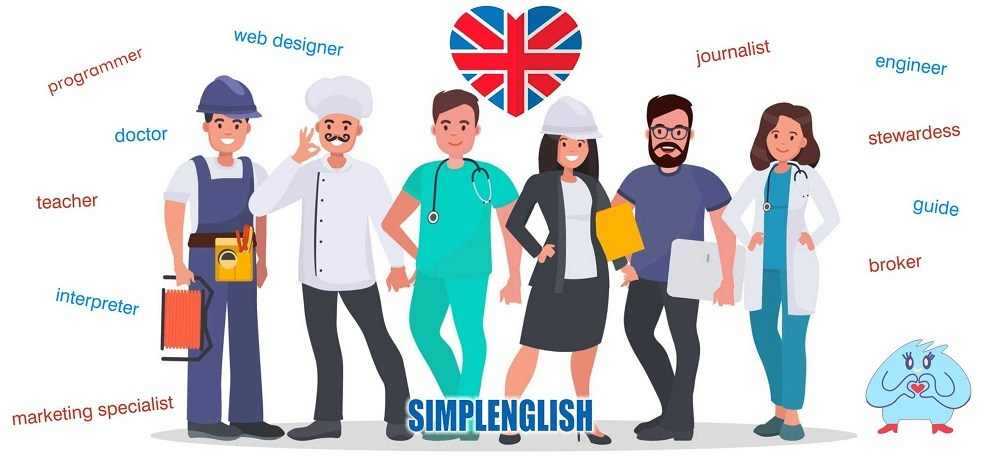 programmer
web designer
journalist
engineer
doctor
stewardess
teacher
guide
broker
interpreter
marketing specialist
SIMPLENGLISH